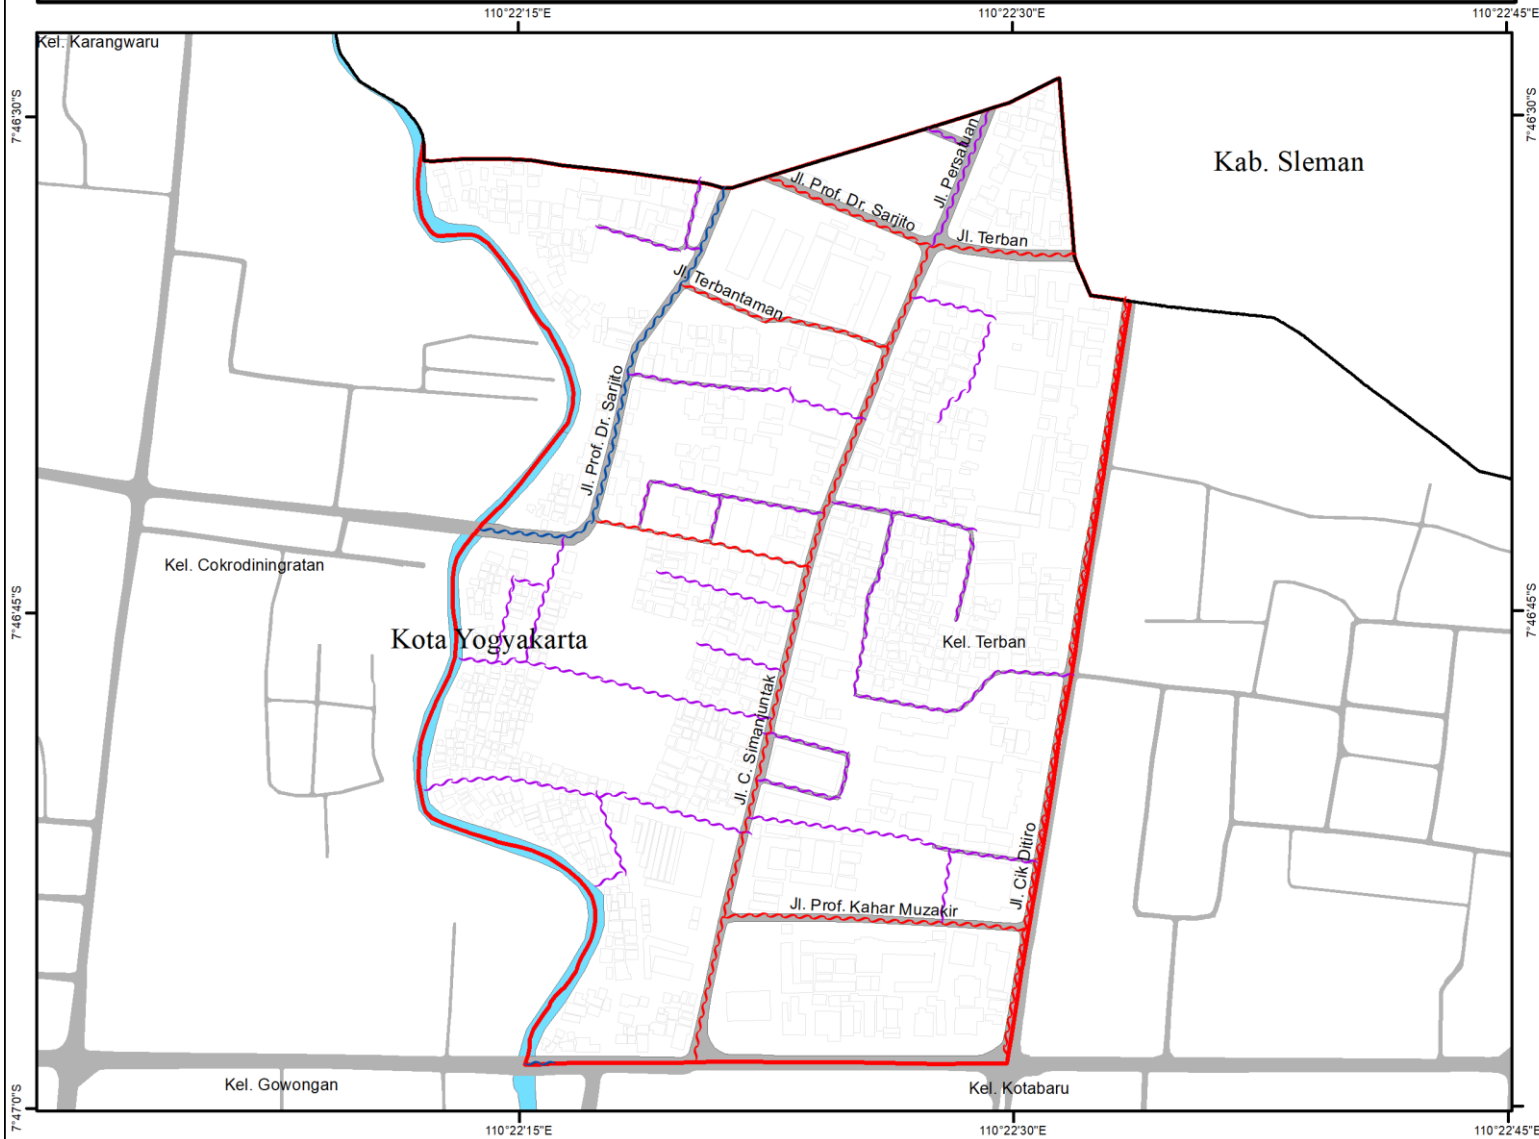 110°22'15"E
110°22'30"E
110°22'45"E
Kel. Karangwaru
7°46'30"S
7°46'30"S
Kab. Sleman
Jl. Persatuan
Jl. Prof. Dr. Sarjito
Jl. Terban
Jl. Terbantaman
Jl. Prof. Dr. Sarjito
Kel. Cokrodiningratan
7°46'45"S
7°46'45"S
Kota Yogyakarta
Kel. Terban
Jl. C. Simanjuntak
Jl. Cik Ditiro
Jl. Prof. Kahar Muzakir
Kel. Gowongan
Kel. Kotabaru
7°47'0"S
110°22'15"E
110°22'30"E
110°22'45"E